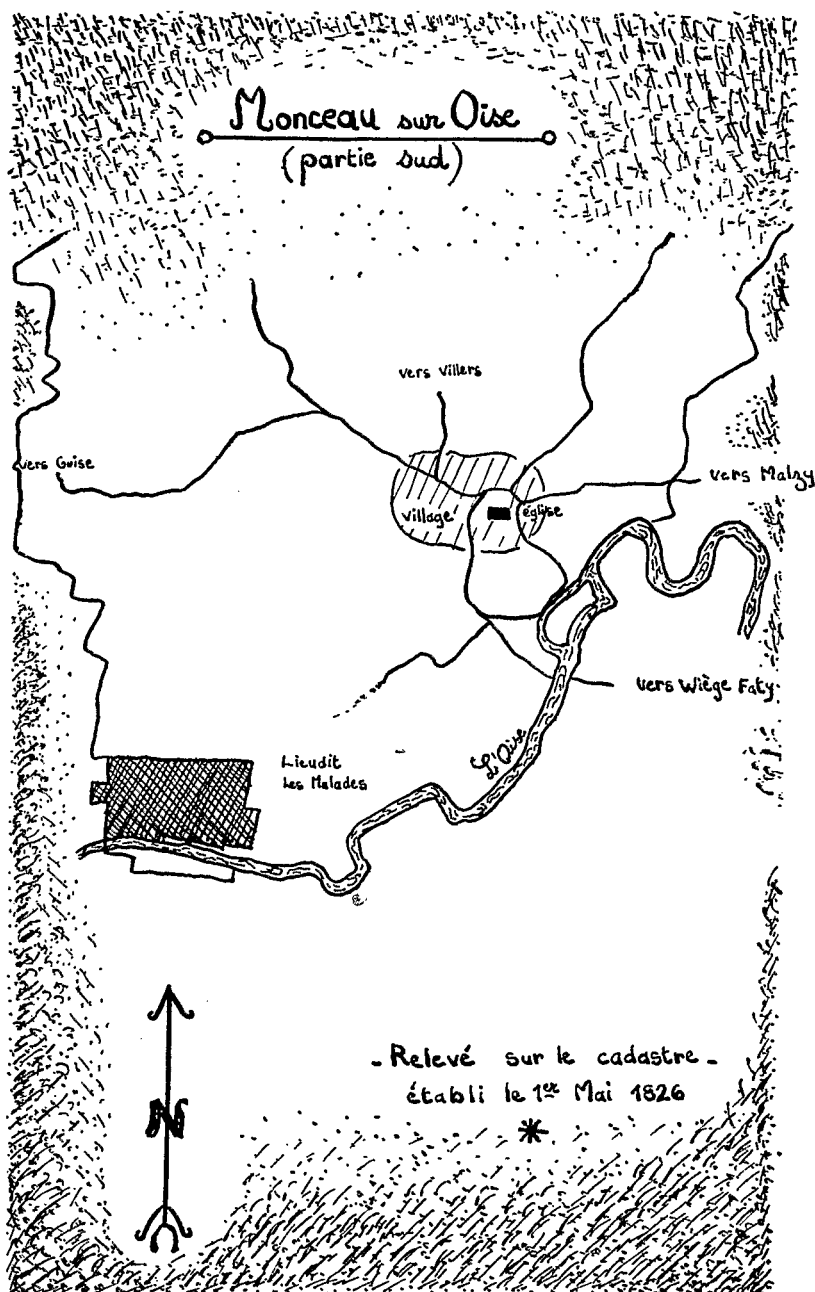 Monceau sur Oise
(partie sud)
vers Villers
vers Guise
vers Malzy
village
église
vers Wiège Faty
L'Oise
Lieudit
Les Malades
N
- Relevé sur le cadastre -
établi le 1er Mai 1826